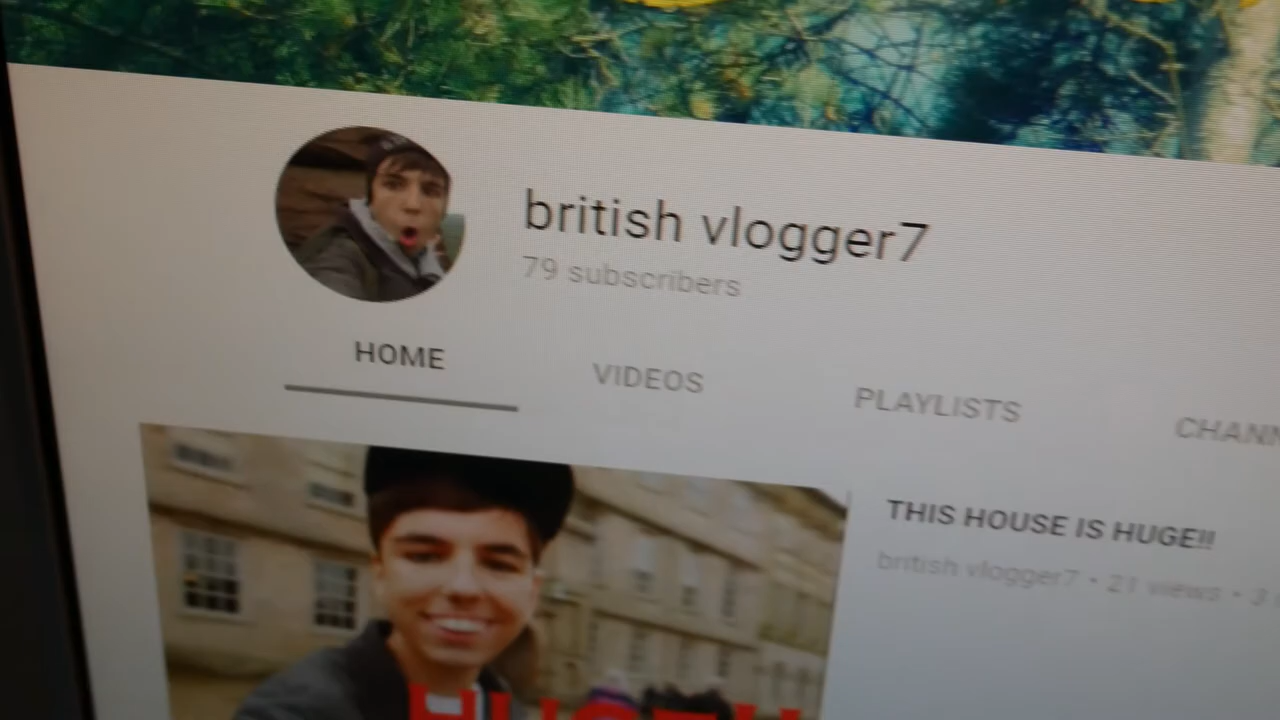 british vlogger7
79 subscribers
HOME VIDEOS PLAYLISTS CHANN
THIS HOUSE IS HUGE!!
british vlogger7 • 21 views • 3